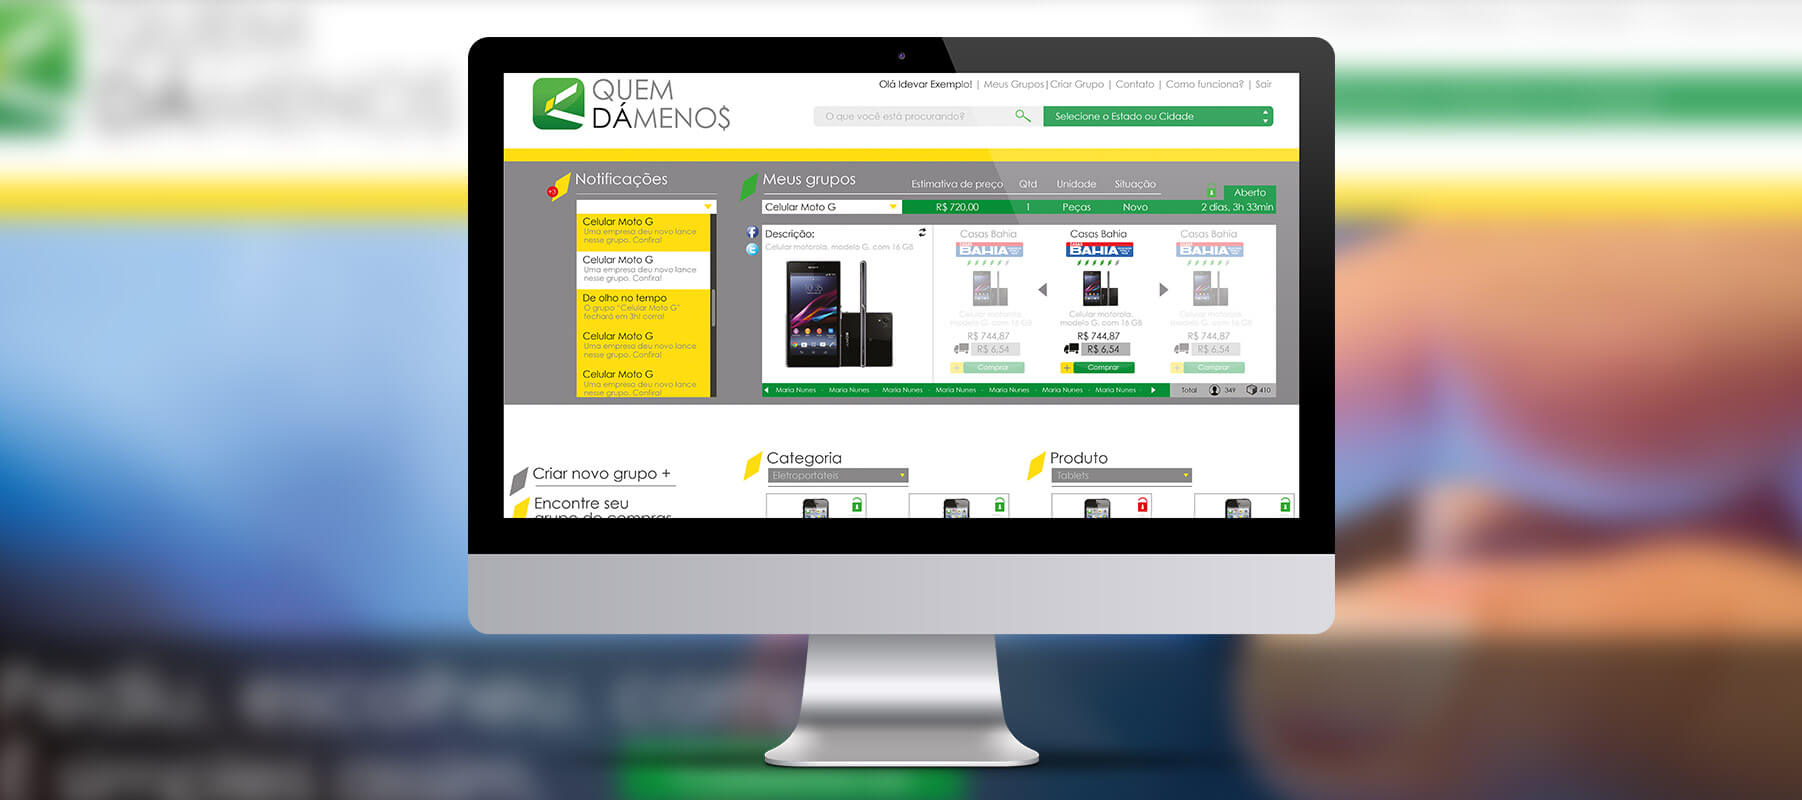 QUEM
DÁMENO$
Olá Idevar Exemplo! | Meus Grupos | Criar Grupo | Contato | Como funciona? | Sair
O que você está procurando?
Selecione o Estado ou Cidade
Notificações
+3
Celular Moto G
Uma empresa deu novo lance
nesse grupo. Confira!
Celular Moto G
Uma empresa deu novo lance
nesse grupo. Confira!
De olho no tempo
O grupo "Celular Moto G"
fechará em 3h! corra!
Celular Moto G
Uma empresa deu novo lance
nesse grupo. Confira!
Celular Moto G
Uma empresa deu novo lance
nesse grupo. Confira!
Meus grupos
Estimativa de preço Qtd Unidade Situação
Aberto
Celular Moto G R$ 720,00 1 Peças Novo 2 dias, 3h 33min
Descrição:
Celular motorola, modelo G, com 16 GB
SONY
Casas Bahia
CASAS
BAHIA
Celular motorola,
modelo G, com 16 GB
R$ 744,87
R$ 6,54
+ Comprar
Casas Bahia
CASAS
BAHIA
Celular motorola,
modelo G, com 16 GB
R$ 744,87
R$ 6,54
+ Comprar
Casas Bahia
CASAS
BAHIA
Celular motorola,
modelo G, com 16 GB
R$ 744,87
R$ 6,54
+ Comprar
Maria Nunes - Maria Nunes - Maria Nunes - Maria Nunes - Maria Nunes - Maria Nunes - Maria Nunes
Total 349 410
Criar novo grupo +
Encontre seu
grupo de compras
Categoria
Eletroportáteis
Produto
Tablets